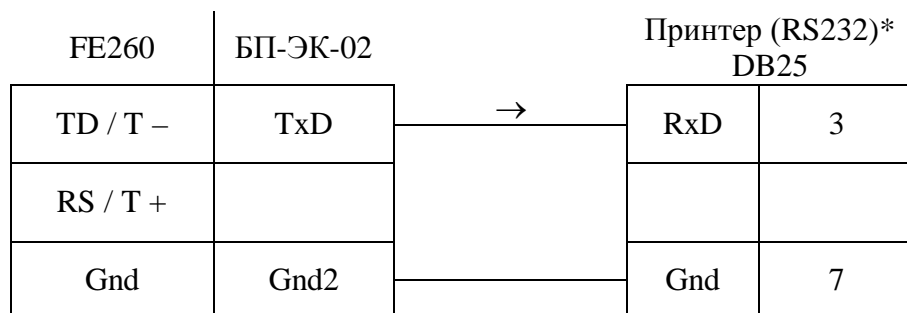 FE260 БП-ЭК-02 Принтер (RS232)*
DB25
TD / T – TxD → RxD 3
RS / T +
Gnd Gnd2 Gnd 7